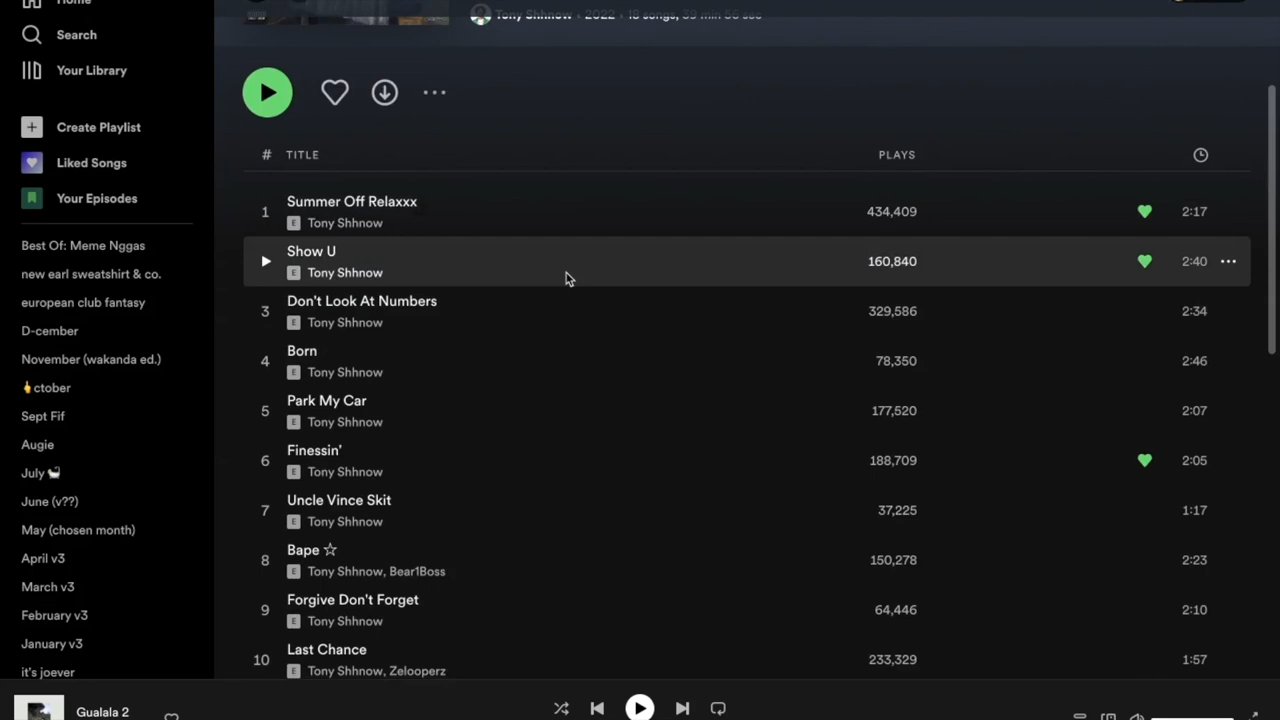 Home
Tony Shhnow • 2022 • 18 songs, 39 min 56 sec
Search
Your Library
Create Playlist
Liked Songs
Your Episodes
Best Of: Meme Nggas
new earl sweatshirt & co.
european club fantasy
D-cember
November (wakanda ed.)
🖕ctober
Sept Fif
Augie
July
June (v??)
May (chosen month)
April v3
March v3
February v3
January v3
it's joever
# TITLE PLAYS
1 Summer Off Relaxxx 434,409 2:17
E Tony Shhnow
Show U 160,840 2:40
E Tony Shhnow
3 Don't Look At Numbers 329,586 2:34
E Tony Shhnow
4 Born 78,350 2:46
E Tony Shhnow
5 Park My Car 177,520 2:07
E Tony Shhnow
6 Finessin' 188,709 2:05
E Tony Shhnow
7 Uncle Vince Skit 37,225 1:17
E Tony Shhnow
8 Bape ☆ 150,278 2:23
E Tony Shhnow, Bear1Boss
9 Forgive Don't Forget 64,446 2:10
E Tony Shhnow
10 Last Chance 233,329 1:57
E Tony Shhnow, Zelooperz
Gualala 2